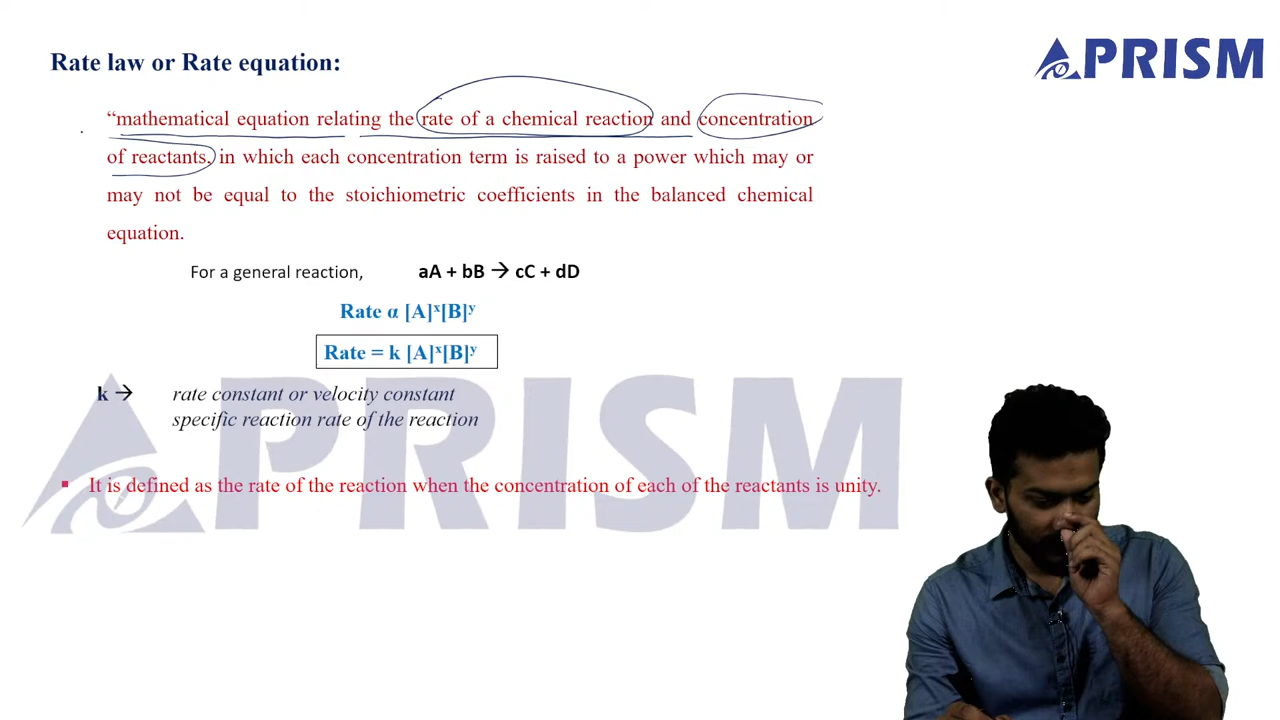 Rate law or Rate equation:
PRISM
“mathematical equation relating the rate of a chemical reaction and concentration
of reactants, in which each concentration term is raised to a power which may or
may not be equal to the stoichiometric coefficients in the balanced chemical
equation.
For a general reaction, aA + bB → cC + dD
Rate α [A]ˣ[B]ʸ
Rate = k [A]ˣ[B]ʸ
k → rate constant or velocity constant
specific reaction rate of the reaction
PRISM
▪ It is defined as the rate of the reaction when the concentration of each of the reactants is unity.